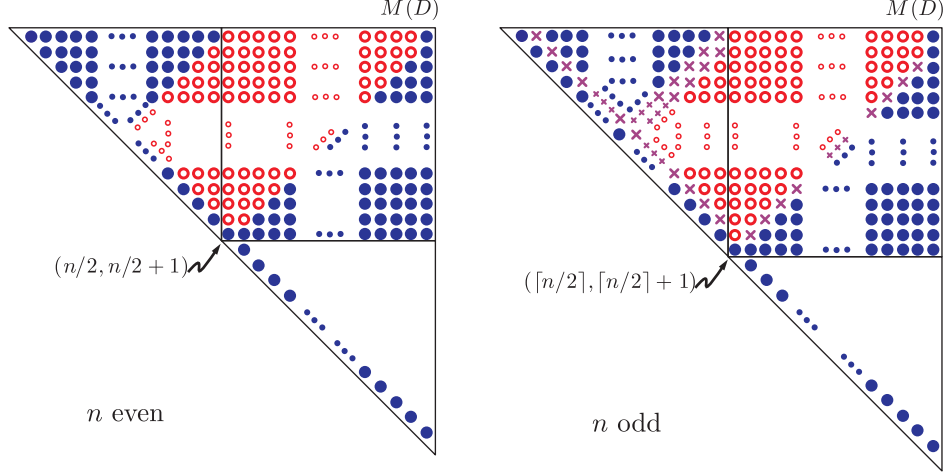 M(D)
M(D)
(n/2, n/2 + 1)
(⌈n/2⌉, ⌈n/2⌉ + 1)
n even
n odd